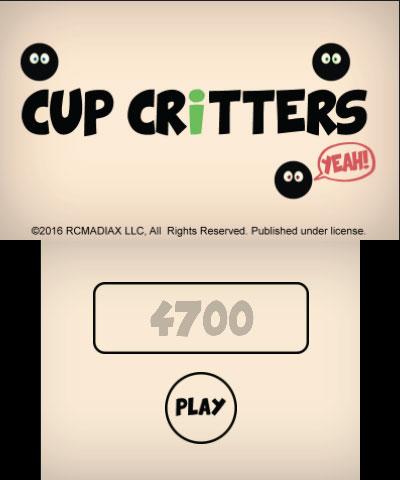 CUP CRiTTERS
YEAH!
©2016 RCMADIAX LLC, All Rights Reserved. Published under license.
4700
PLAY